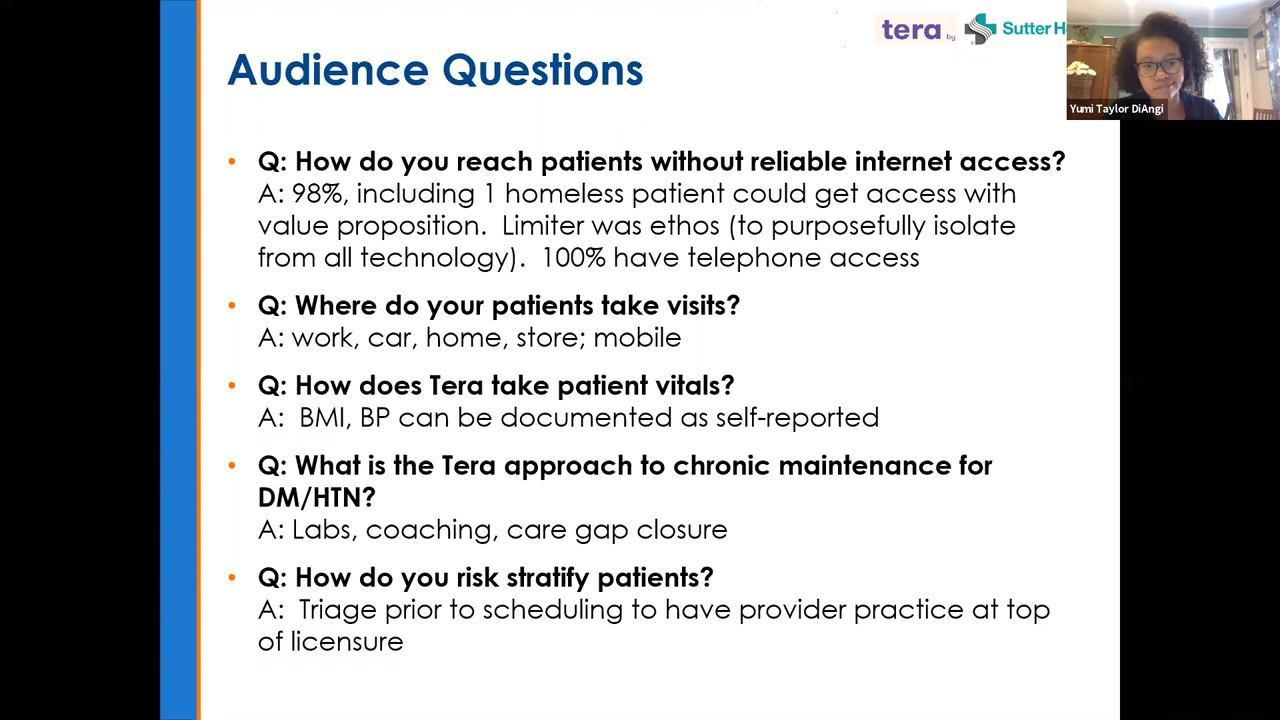 tera by Sutter H
Audience Questions
Yumi Taylor DiAngi
• Q: How do you reach patients without reliable internet access?
A: 98%, including 1 homeless patient could get access with
value proposition. Limiter was ethos (to purposefully isolate
from all technology). 100% have telephone access
• Q: Where do your patients take visits?
A: work, car, home, store; mobile
• Q: How does Tera take patient vitals?
A: BMI, BP can be documented as self-reported
• Q: What is the Tera approach to chronic maintenance for
DM/HTN?
A: Labs, coaching, care gap closure
• Q: How do you risk stratify patients?
A: Triage prior to scheduling to have provider practice at top
of licensure